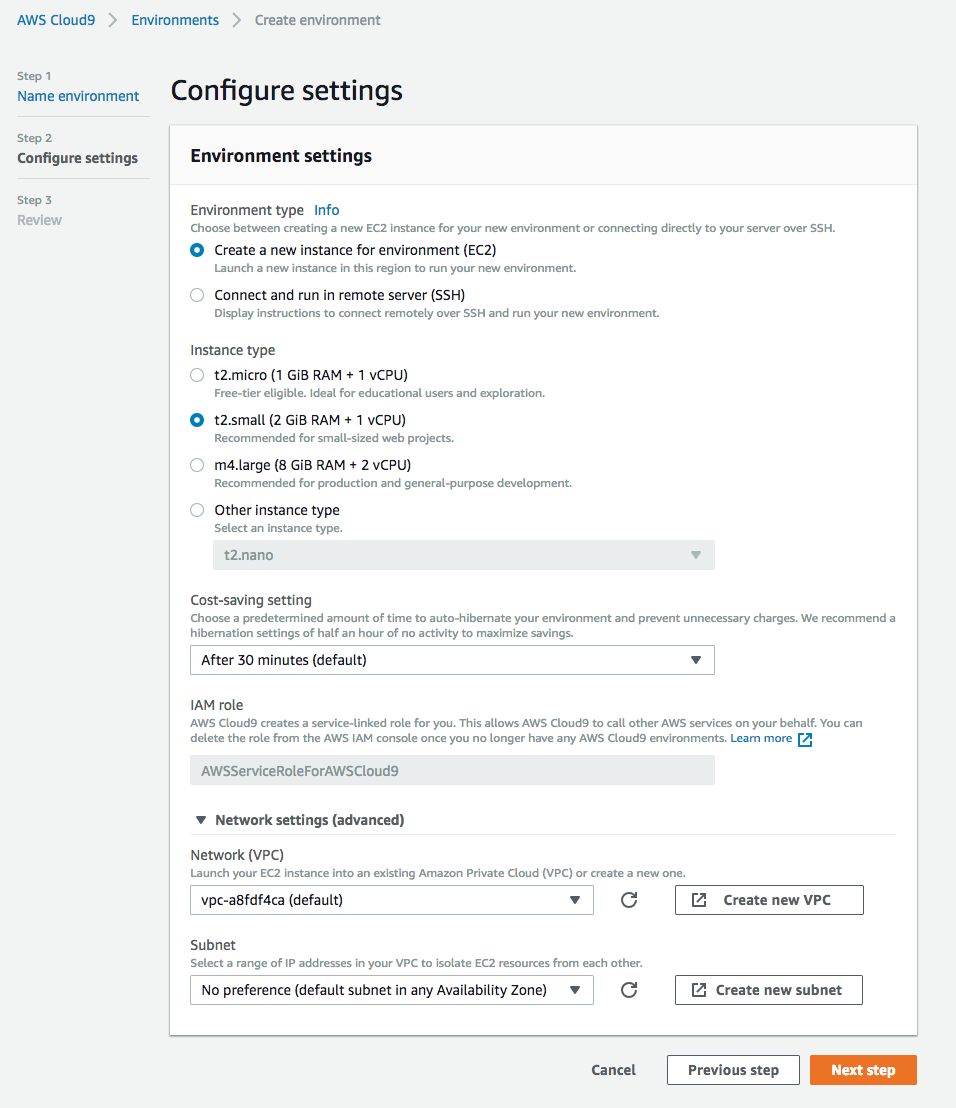 AWS Cloud9 > Environments > Create environment
Step 1
Name environment
Step 2
Configure settings
Step 3
Review
Configure settings
Environment settings
Environment type Info
Choose between creating a new EC2 instance for your new environment or connecting directly to your server over SSH.
Create a new instance for environment (EC2)
Launch a new instance in this region to run your new environment.
Connect and run in remote server (SSH)
Display instructions to connect remotely over SSH and run your new environment.
Instance type
t2.micro (1 GiB RAM + 1 vCPU)
Free-tier eligible. Ideal for educational users and exploration.
t2.small (2 GiB RAM + 1 vCPU)
Recommended for small-sized web projects.
m4.large (8 GiB RAM + 2 vCPU)
Recommended for production and general-purpose development.
Other instance type
Select an instance type.
t2.nano
Cost-saving setting
Choose a predetermined amount of time to auto-hibernate your environment and prevent unnecessary charges. We recommend a
hibernation settings of half an hour of no activity to maximize savings.
After 30 minutes (default)
IAM role
AWS Cloud9 creates a service-linked role for you. This allows AWS Cloud9 to call other AWS services on your behalf. You can
delete the role from the AWS IAM console once you no longer have any AWS Cloud9 environments. Learn more
AWSServiceRoleForAWSCloud9
Network settings (advanced)
Network (VPC)
Launch your EC2 instance into an existing Amazon Private Cloud (VPC) or create a new one.
vpc-a8fdf4ca (default)
Create new VPC
Subnet
Select a range of IP addresses in your VPC to isolate EC2 resources from each other.
No preference (default subnet in any Availability Zone)
Create new subnet
Cancel
Previous step
Next step